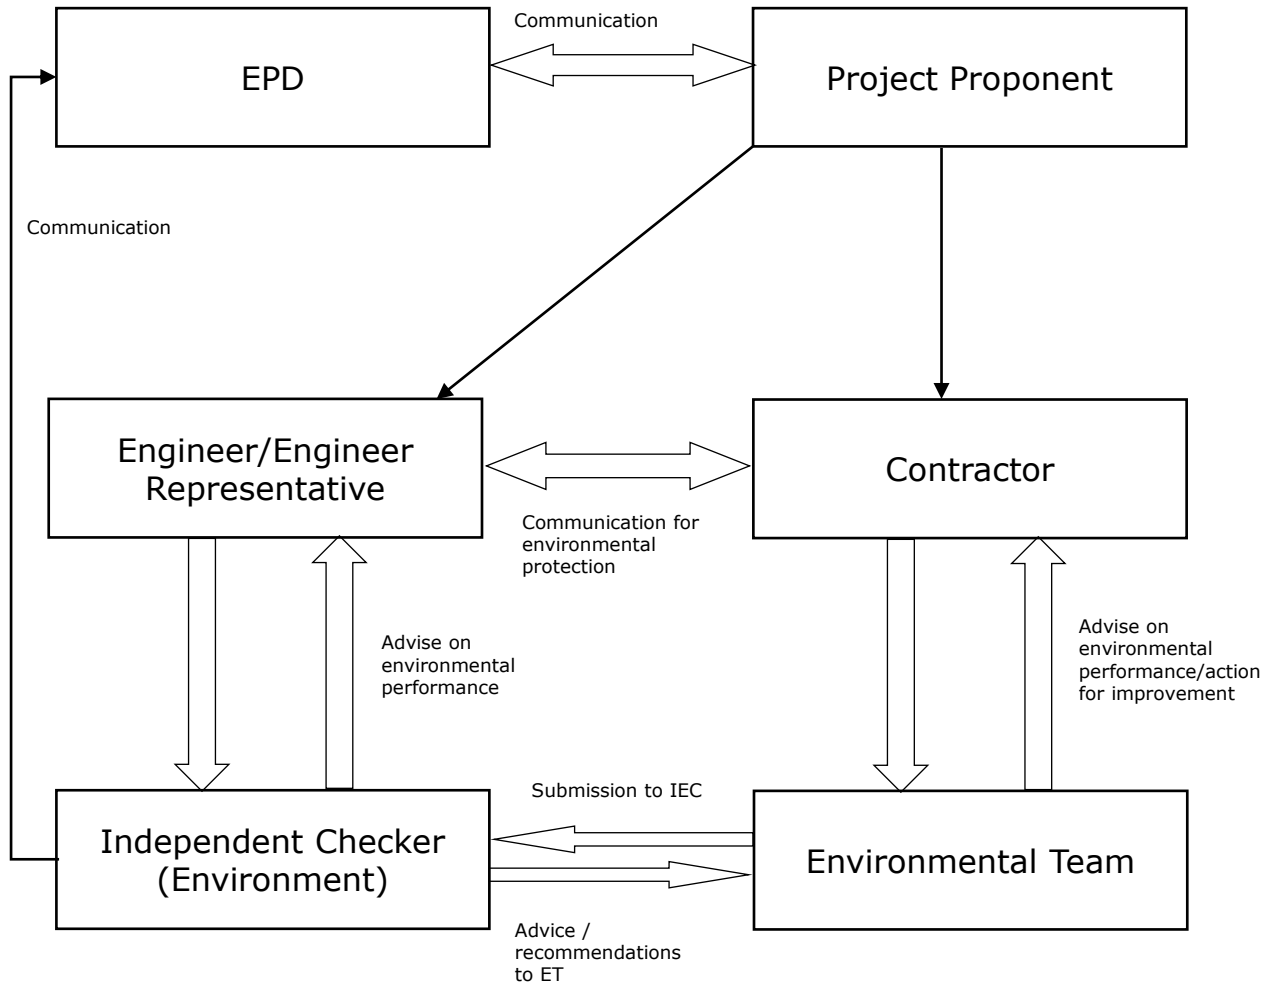 Communication
EPD
Project Proponent
Communication
Engineer/Engineer
Representative
Contractor
Communication for
environmental
protection
Advise on
environmental
performance
Advise on
environmental
performance/action
for improvement
Submission to IEC
Independent Checker
(Environment)
Environmental Team
Advice /
recommendations
to ET